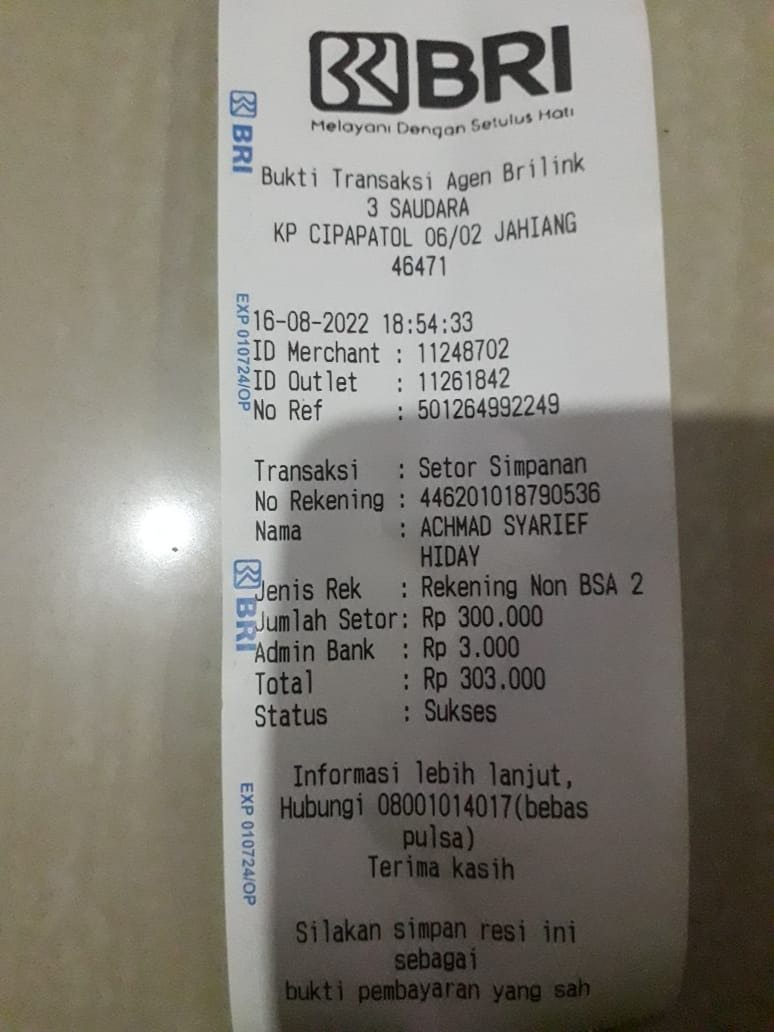 BRI
Melayani Dengan Setulus Hati
BRI
Bukti Transaksi Agen Brilink
3 SAUDARA
KP CIPAPATOL 06/02 JAHIANG
46471
EXP 010724/OP
16-08-2022 18:54:33
ID Merchant : 11248702
ID Outlet : 11261842
No Ref : 501264992249
Transaksi : Setor Simpanan
No Rekening : 446201018790536
Nama : ACHMAD SYARIEF
HIDAY
BRI
Jenis Rek : Rekening Non BSA 2
Jumlah Setor: Rp 300.000
Admin Bank : Rp 3.000
Total : Rp 303.000
Status : Sukses
Informasi lebih lanjut,
Hubungi 08001014017(bebas
pulsa)
Terima kasih
EXP 010724/OP
Silakan simpan resi ini
sebagai
bukti pembayaran yang sah